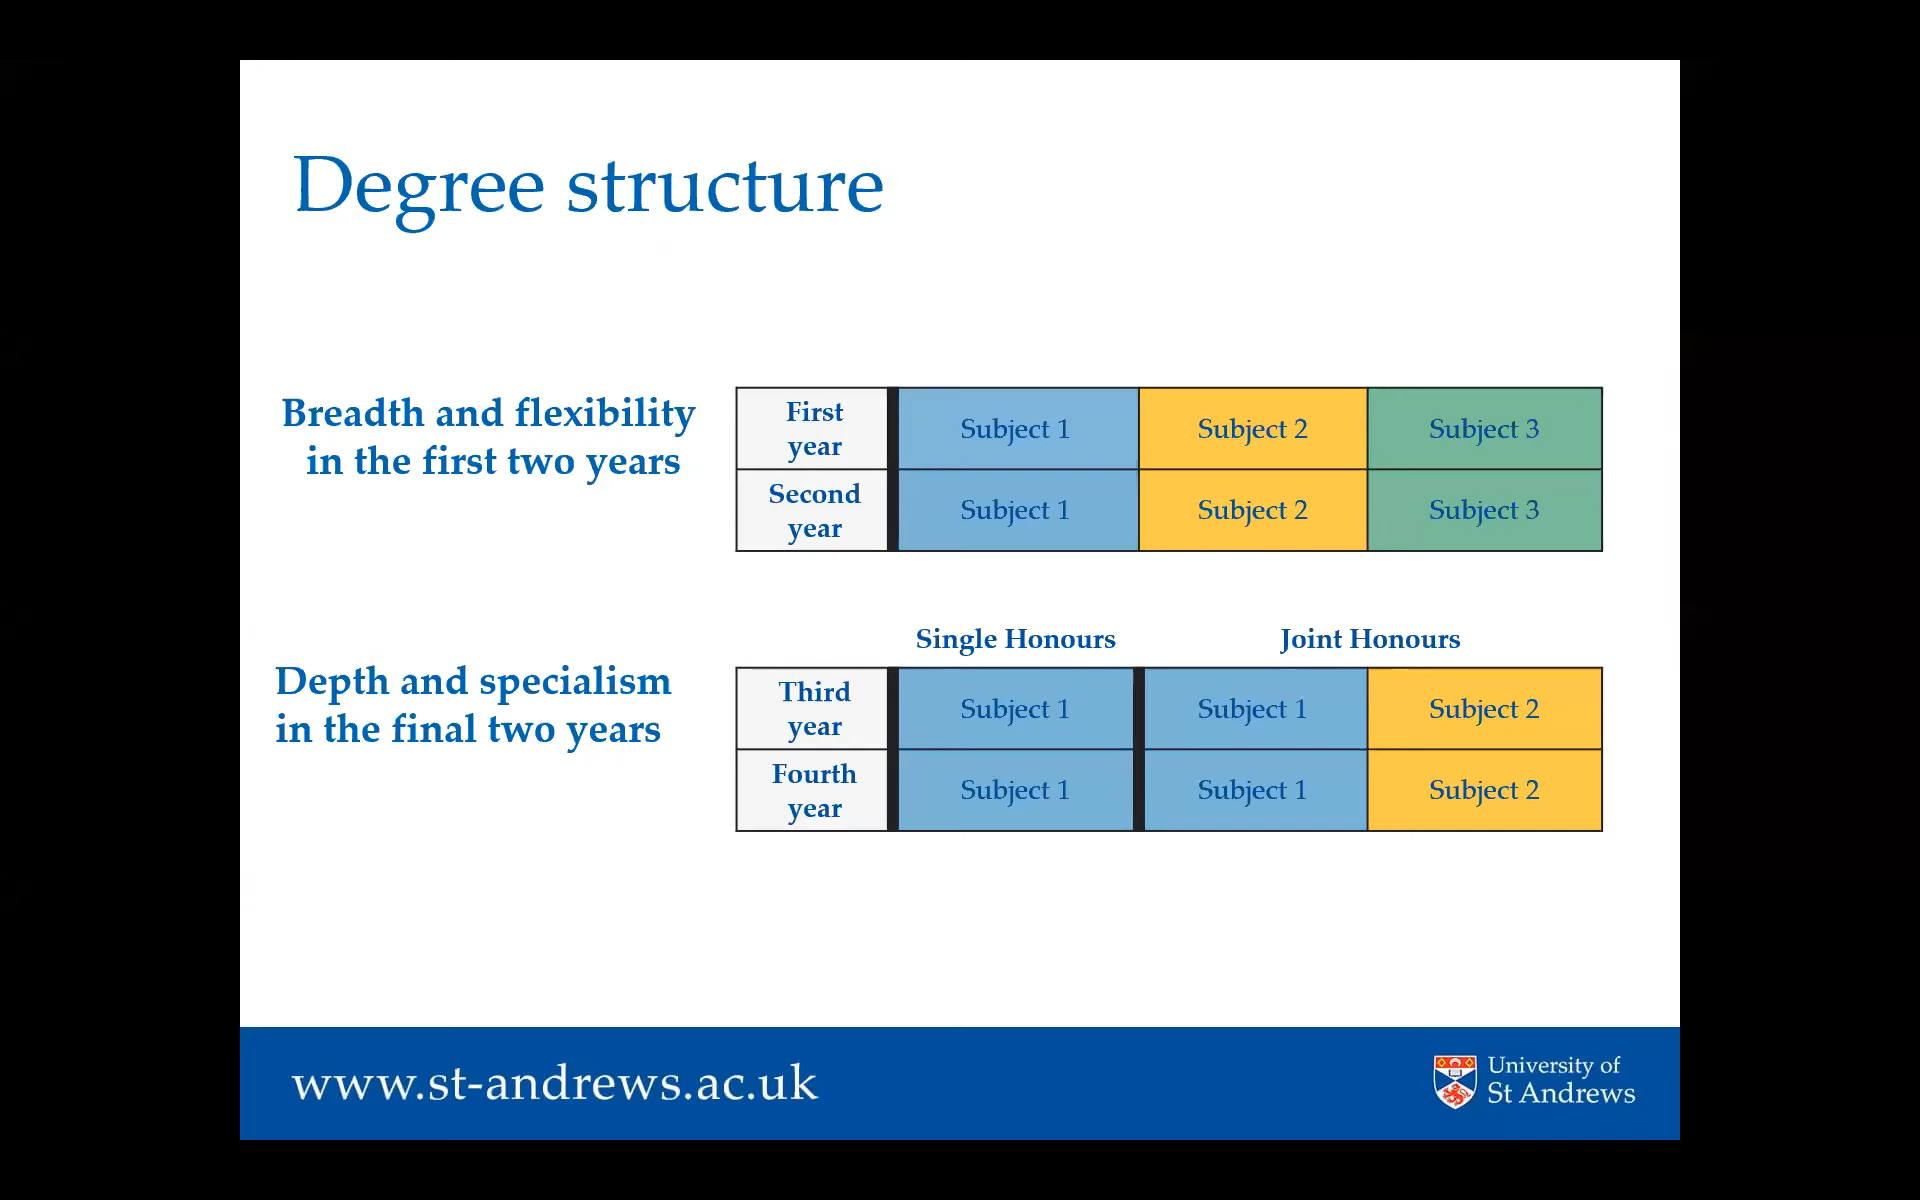 Degree structure
Breadth and flexibility
in the first two years
First
year
Subject 1
Subject 2
Subject 3
Second
year
Subject 1
Subject 2
Subject 3
Single Honours
Joint Honours
Depth and specialism
in the final two years
Third
year
Subject 1
Subject 1
Subject 2
Fourth
year
Subject 1
Subject 1
Subject 2
www.st-andrews.ac.uk
University of
St Andrews